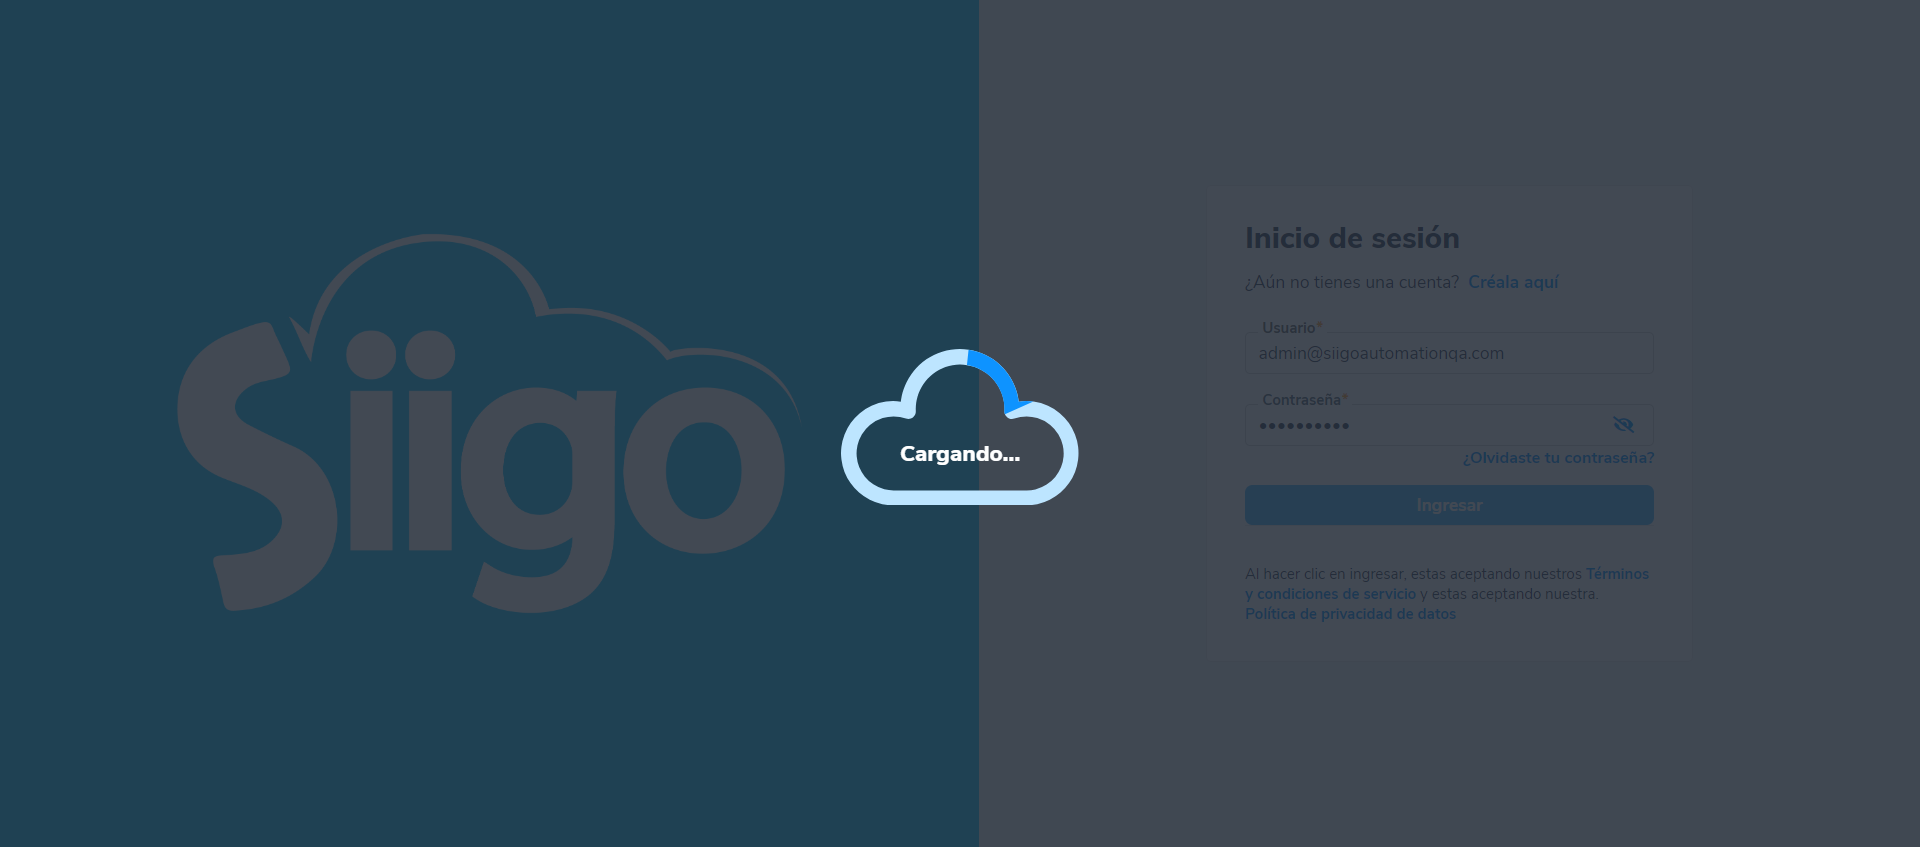 Siigo
Cargando...
Inicio de sesión
¿Aún no tienes una cuenta? Créala aquí
Usuario*
admin@siigoautomationqa.com
Contraseña*
••••••••••
¿Olvidaste tu contraseña?
Ingresar
Al hacer clic en ingresar, estas aceptando nuestros Términos
y condiciones de servicio y estas aceptando nuestra.
Política de privacidad de datos